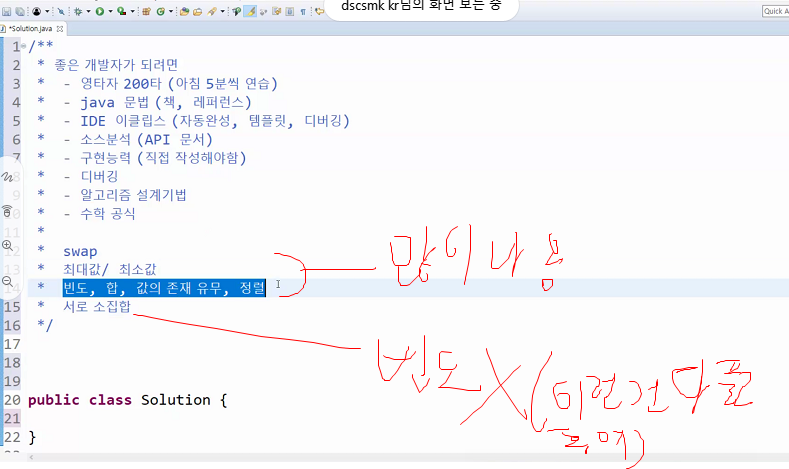 dscsmk kr님의 화면 보는 중
Quick A
*Solution.java
1 /**
2 * 좋은 개발자가 되려면
3 * - 영타자 200타 (아침 5분씩 연습)
4 * - java 문법 (책, 레퍼런스)
5 * - IDE 이클립스 (자동완성, 템플릿, 디버깅)
6 * - 소스분석 (API 문서)
7 * - 구현능력 (직접 작성해야함)
8 * - 디버깅
9 * - 알고리즘 설계기법
10 * - 수학 공식
11 *
12 * swap
13 * 최대값/ 최소값
14 * 빈도, 합, 값의 존재 유무, 정렬
15 * 서로 소집합
16 */
17
18
19
20 public class Solution {
21
22 }
많이나옹
빈도X(이런건 다풀